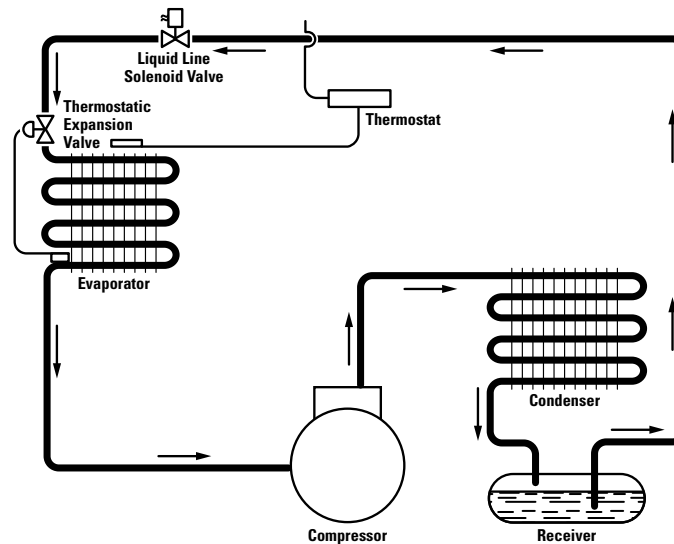 Liquid Line
Solenoid Valve
Thermostatic
Expansion
Valve
Thermostat
Evaporator
Condenser
Compressor
Receiver